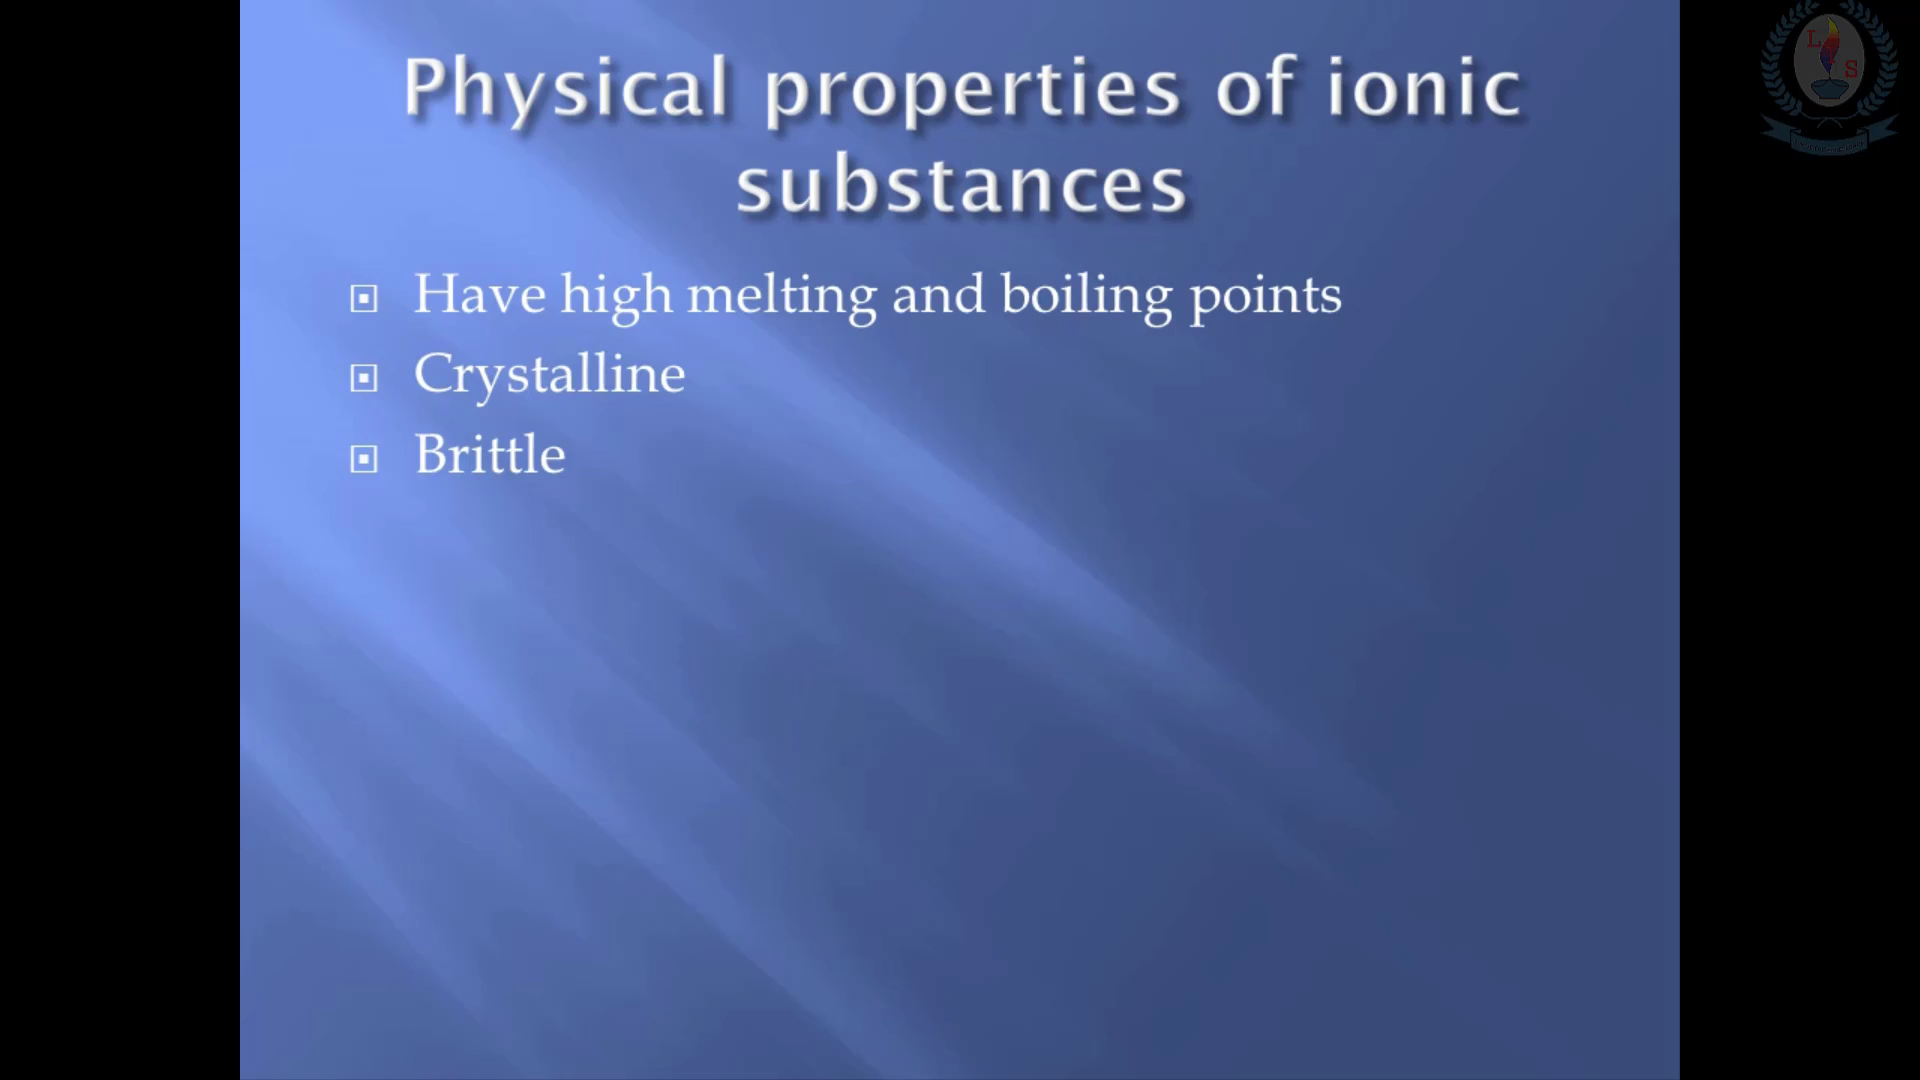 Physical properties of ionic
substances
Have high melting and boiling points
Crystalline
Brittle
L
S